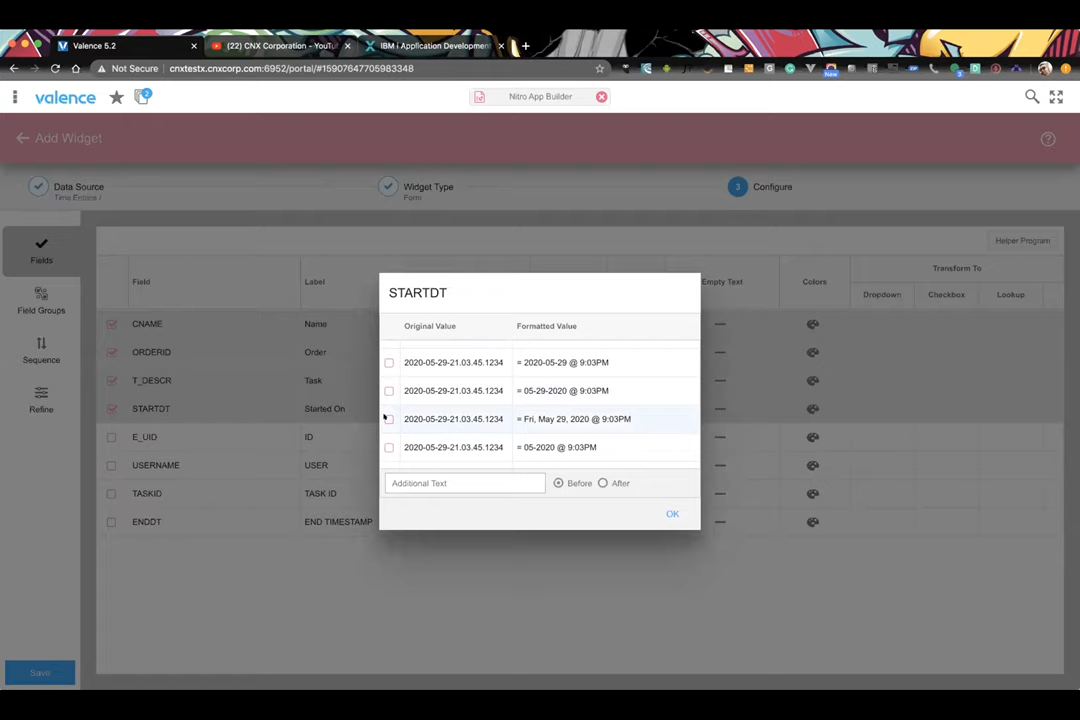 Valence 5.2
(22) CNX Corporation - YouTu
IBM i Application Development
Not Secure
cnxtestx.cnxcorp.com:6952/portal/#15907647705983348
New
3
valence
2
Nitro App Builder
Add Widget
Data Source
Time Entries /
Widget Type
Form
3
Configure
Fields
Field Groups
Sequence
Refine
Helper Program
Field
Label
Empty Text
Colors
Transform To
Dropdown
Checkbox
Lookup
CNAME
Name
ORDERID
Order
T_DESCR
Task
STARTDT
Started On
E_UID
ID
USERNAME
USER
TASKID
TASK ID
ENDDT
END TIMESTAMP
STARTDT
Original Value
Formatted Value
2020-05-29-21.03.45.1234
= 2020-05-29 @ 9:03PM
2020-05-29-21.03.45.1234
= 05-29-2020 @ 9:03PM
2020-05-29-21.03.45.1234
= Fri, May 29, 2020 @ 9:03PM
2020-05-29-21.03.45.1234
= 05-2020 @ 9:03PM
Additional Text
Before
After
OK
Save